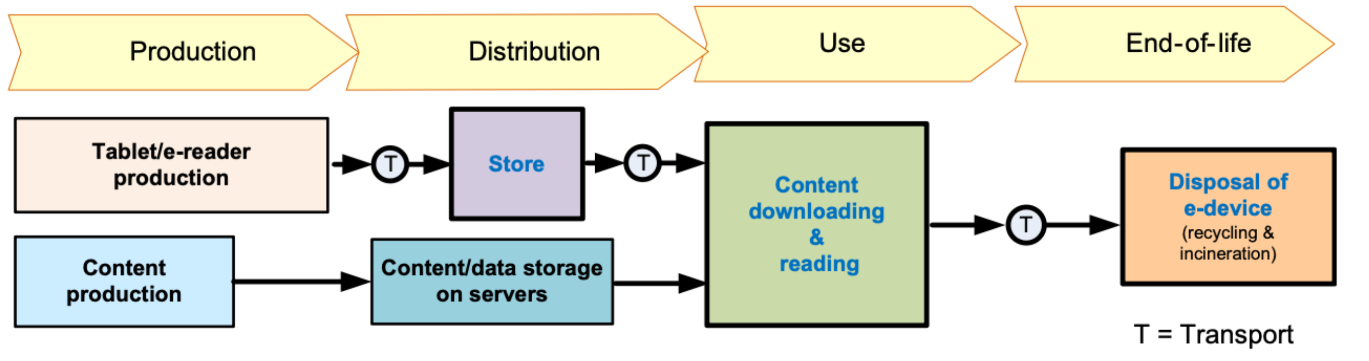 Production
Distribution
Use
End-of-life
Tablet/e-reader
production
T
Store
T
Content
downloading
&
reading
T
Disposal of
e-device
(recycling &
incineration)
Content
production
Content/data storage
on servers
T = Transport